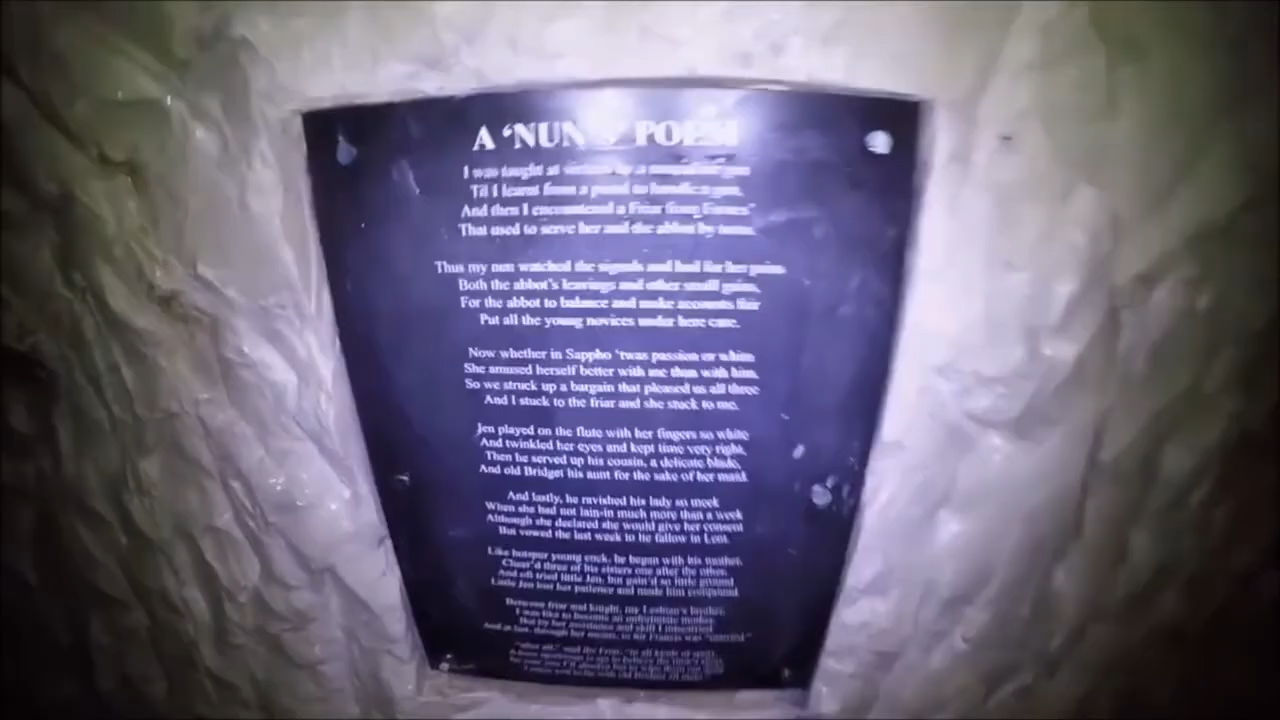 A 'NUN'S' POEM
I was taught at
Til I learnt from a to handle a gun,
And then I encountered a Friar from
That used to serve her and the abbot by turns.
Thus my nun watched the signals and had for her pains
Both the abbot's leavings and other small gains,
For the abbot to balance and make accounts fair
Put all the young novices under here care.
Now whether in Sappho 'twas passion or whim
She amused herself better with me than with him,
So we struck up a bargain that pleased us all three
And I stuck to the friar and she stuck to me.
Jen played on the flute with her fingers so white
And twinkled her eyes and kept time very right,
Then he served up his cousin, a delicate blade,
And old Bridget his aunt for the sake of her maid.
And lastly, he ravished his lady so meek
When she had not lain-in much more than a week
Although she declared she would give her consent
But vowed the last week to lie fallow in Lent.
Like hotspur young cock, he began with his mother,
Cheer'd three of his sisters one after the other,
And oft tried little Jen, but gain'd so little ground
Little Jen lost her patience and made him compound.
Between friar and knight, my Lesbian's brother,
I was like to become an unfortunate mother,
But by her assistance and skill I miscarried
And at last, through her means, to Sir Francis was "married"